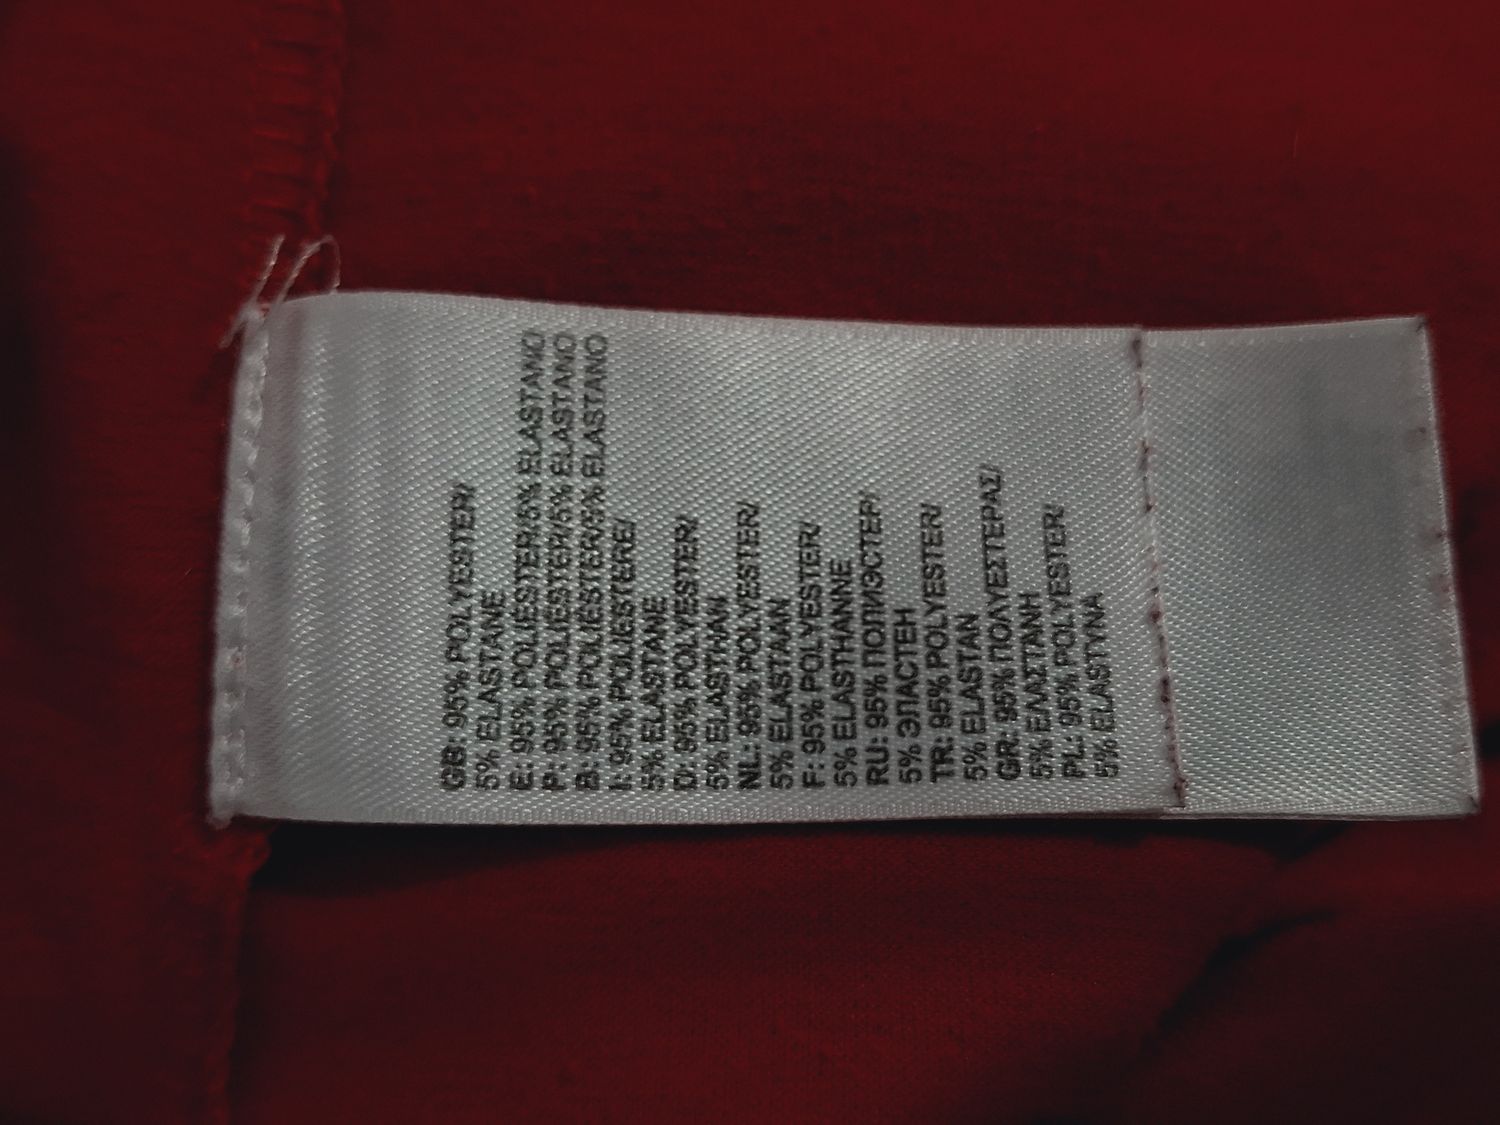 GB: 95% POLYESTER/
5% ELASTANE
E: 95% POLIÉSTER/5% ELASTANO/
P: 95% POLIÉSTER/5% ELASTANO
B: 95% POLIÉSTER/5% ELASTANO
I: 95% POLIESTERE/
5% ELASTANE
D: 95% POLYESTER/
5% ELASTHAN
NL: 95% POLYESTER/
5% ELASTAAN
F: 95% POLYESTER/
5% ELASTHANNE
RU: 95% ПОЛИЭСТЕР/
5% ЭЛАСТЕН
TR: 95% POLYESTER/
5% ELASTAN
GR: 95% ΠΟΛΥΕΣΤΕΡΑΣ/
5% ΕΛΑΣΤΑΝΗ
PL: 95% POLYESTER/
5% ELASTYNA